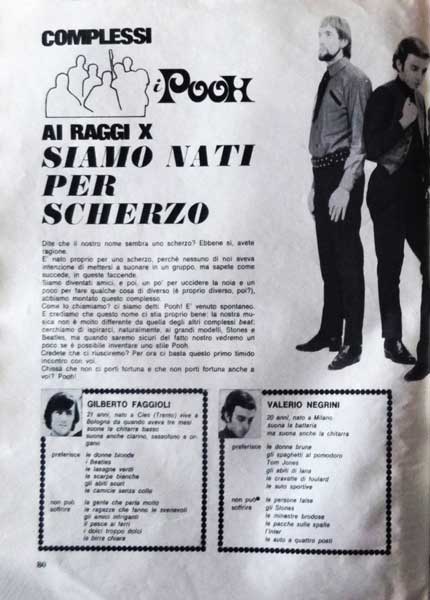 COMPLESSI
i POOH
AI RAGGI X
SIAMO NATI
PER
SCHERZO
Dite che il nostro nome sembra uno scherzo? Ebbene sì, avete
ragione.
E' nato proprio per uno scherzo, perché nessuno di noi aveva
intenzione di mettersi a suonare in un gruppo, ma sapete come
succede, in queste faccende.
Siamo diventati amici, e poi, un po' per uccidere la noia e un
poco per fare qualche cosa di diverso (è proprio diverso, poi?),
abbiamo montato questo complesso.
Come lo chiamiamo? ci siamo detti. Pooh! E' venuto spontaneo.
E crediamo che questo nome ci stia proprio bene: la nostra mu-
sica non è molto differente da quella degli altri complessi beat;
cerchiamo di ispirarci, naturalmente, ai grandi modelli, Stones e
Beatles, ma quando saremo sicuri del fatto nostro vedremo un
poco se è possibile inventare uno stile Pooh.
Credete che ci riusciremo? Per ora ci basta questo primo timido
incontro con voi.
Chissà che non ci porti fortuna e che non porti fortuna anche a
voi? Pooh!
GILBERTO FAGGIOLI
21 anni, nato a Cles (Trento) vive a
Bologna da quando aveva tre mesi
suona la chitarra basso
suona anche clarino, sassofono e or-
gano
preferisce
le donne bionde
i Beatles
le lasagne verdi
le scarpe bianche
gli abiti scuri
le camicie senza collo
non può
soffrire
la gente che parla molto
le ragazze che fanno le svenevoli
gli amici intriganti
il pesce ai ferri
i dolci troppo dolci
la birra chiara
VALERIO NEGRINI
20 anni, nato a Milano
suona la batteria
ma suona anche la chitarra
preferisce
le donne brune
gli spaghetti al pomodoro
Tom Jones
gli abiti di lana
le cravatte di foulard
le auto sportive
non può
soffrire
le persone false
gli Stones
le minestre brodose
le pacche sulle spalle
l'Inter
le auto a quattro posti
80